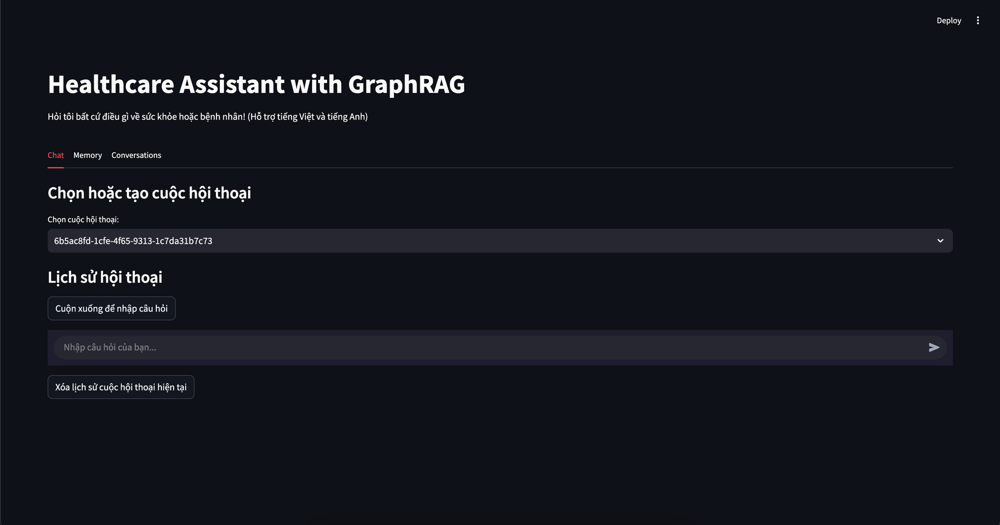 Deploy
Healthcare Assistant with GraphRAG
Hỏi tôi bất cứ điều gì về sức khỏe hoặc bệnh nhân! (Hỗ trợ tiếng Việt và tiếng Anh)
Chat Memory Conversations
Chọn hoặc tạo cuộc hội thoại
Chọn cuộc hội thoại:
6b5ac8fd-1cfe-4f65-9313-1c7da31b7c73
Lịch sử hội thoại
Cuộn xuống để nhập câu hỏi
Nhập câu hỏi của bạn...
Xóa lịch sử cuộc hội thoại hiện tại